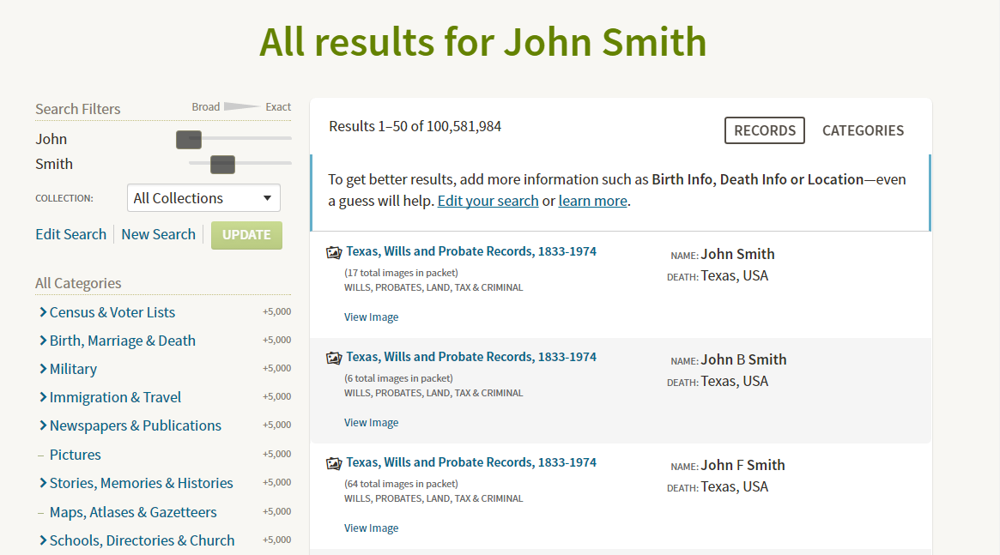 All results for John Smith
Search Filters
Broad Exact
John
Smith
COLLECTION: All Collections
Edit Search New Search UPDATE
All Categories
Census & Voter Lists +5,000
Birth, Marriage & Death +5,000
Military +5,000
Immigration & Travel +5,000
Newspapers & Publications +5,000
– Pictures +5,000
Stories, Memories & Histories +5,000
– Maps, Atlases & Gazetteers +5,000
Schools, Directories & Church +5,000
Results 1–50 of 100,581,984
RECORDS CATEGORIES
To get better results, add more information such as Birth Info, Death Info or Location—even
a guess will help. Edit your search or learn more.
Texas, Wills and Probate Records, 1833-1974
(17 total images in packet)
WILLS, PROBATES, LAND, TAX & CRIMINAL
View Image
NAME: John Smith
DEATH: Texas, USA
Texas, Wills and Probate Records, 1833-1974
(6 total images in packet)
WILLS, PROBATES, LAND, TAX & CRIMINAL
View Image
NAME: John B Smith
DEATH: Texas, USA
Texas, Wills and Probate Records, 1833-1974
(64 total images in packet)
WILLS, PROBATES, LAND, TAX & CRIMINAL
View Image
NAME: John F Smith
DEATH: Texas, USA